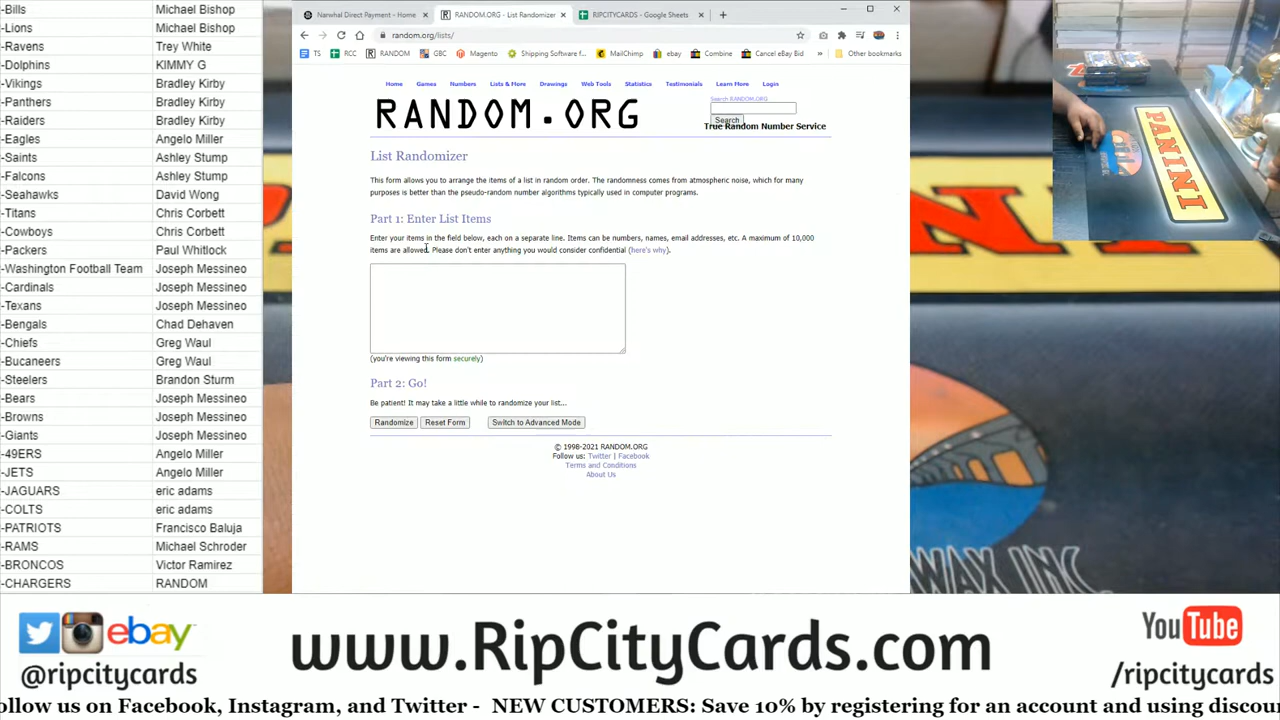 -Bills Michael Bishop
-Lions Michael Bishop
-Ravens Trey White
-Dolphins KIMMY G
-Vikings Bradley Kirby
-Panthers Bradley Kirby
-Raiders Bradley Kirby
-Eagles Angelo Miller
-Saints Ashley Stump
-Falcons Ashley Stump
-Seahawks David Wong
-Titans Chris Corbett
-Cowboys Chris Corbett
-Packers Paul Whitlock
-Washington Football Team Joseph Messineo
-Cardinals Joseph Messineo
-Texans Joseph Messineo
-Bengals Chad Dehaven
-Chiefs Greg Waul
-Bucaneers Greg Waul
-Steelers Brandon Sturm
-Bears Joseph Messineo
-Browns Joseph Messineo
-Giants Joseph Messineo
-49ERS Angelo Miller
-JETS Angelo Miller
-JAGUARS eric adams
-COLTS eric adams
-PATRIOTS Francisco Baluja
-RAMS Michael Schroder
-BRONCOS Victor Ramirez
-CHARGERS RANDOM
Narwhal Direct Payment - Home
RANDOM.ORG - List Randomizer
RIPCITYCARDS - Google Sheets
random.org/lists/
TS RCC RANDOM GBC Magento Shipping Software f... MailChimp ebay Combine Cancel eBay Bid » Other bookmarks
Home Games Numbers Lists & More Drawings Web Tools Statistics Testimonials Learn More Login
RANDOM.ORG
Search RANDOM.ORG
Search
True Random Number Service
List Randomizer
This form allows you to arrange the items of a list in random order. The randomness comes from atmospheric noise, which for many
purposes is better than the pseudo-random number algorithms typically used in computer programs.
Part 1: Enter List Items
Enter your items in the field below, each on a separate line. Items can be numbers, names, email addresses, etc. A maximum of 10,000
items are allowed. Please don't enter anything you would consider confidential (here's why).
(you're viewing this form securely)
Part 2: Go!
Be patient! It may take a little while to randomize your list...
Randomize Reset Form Switch to Advanced Mode
© 1998-2021 RANDOM.ORG
Follow us: Twitter | Facebook
Terms and Conditions
About Us
PANINI
WAX INC.
ebay
@ripcitycards
www.RipCityCards.com
YouTube
/ripcitycards
ollow us on Facebook, Instagram, and Twitter - NEW CUSTOMERS: Save 10% by registering for an account and using discou